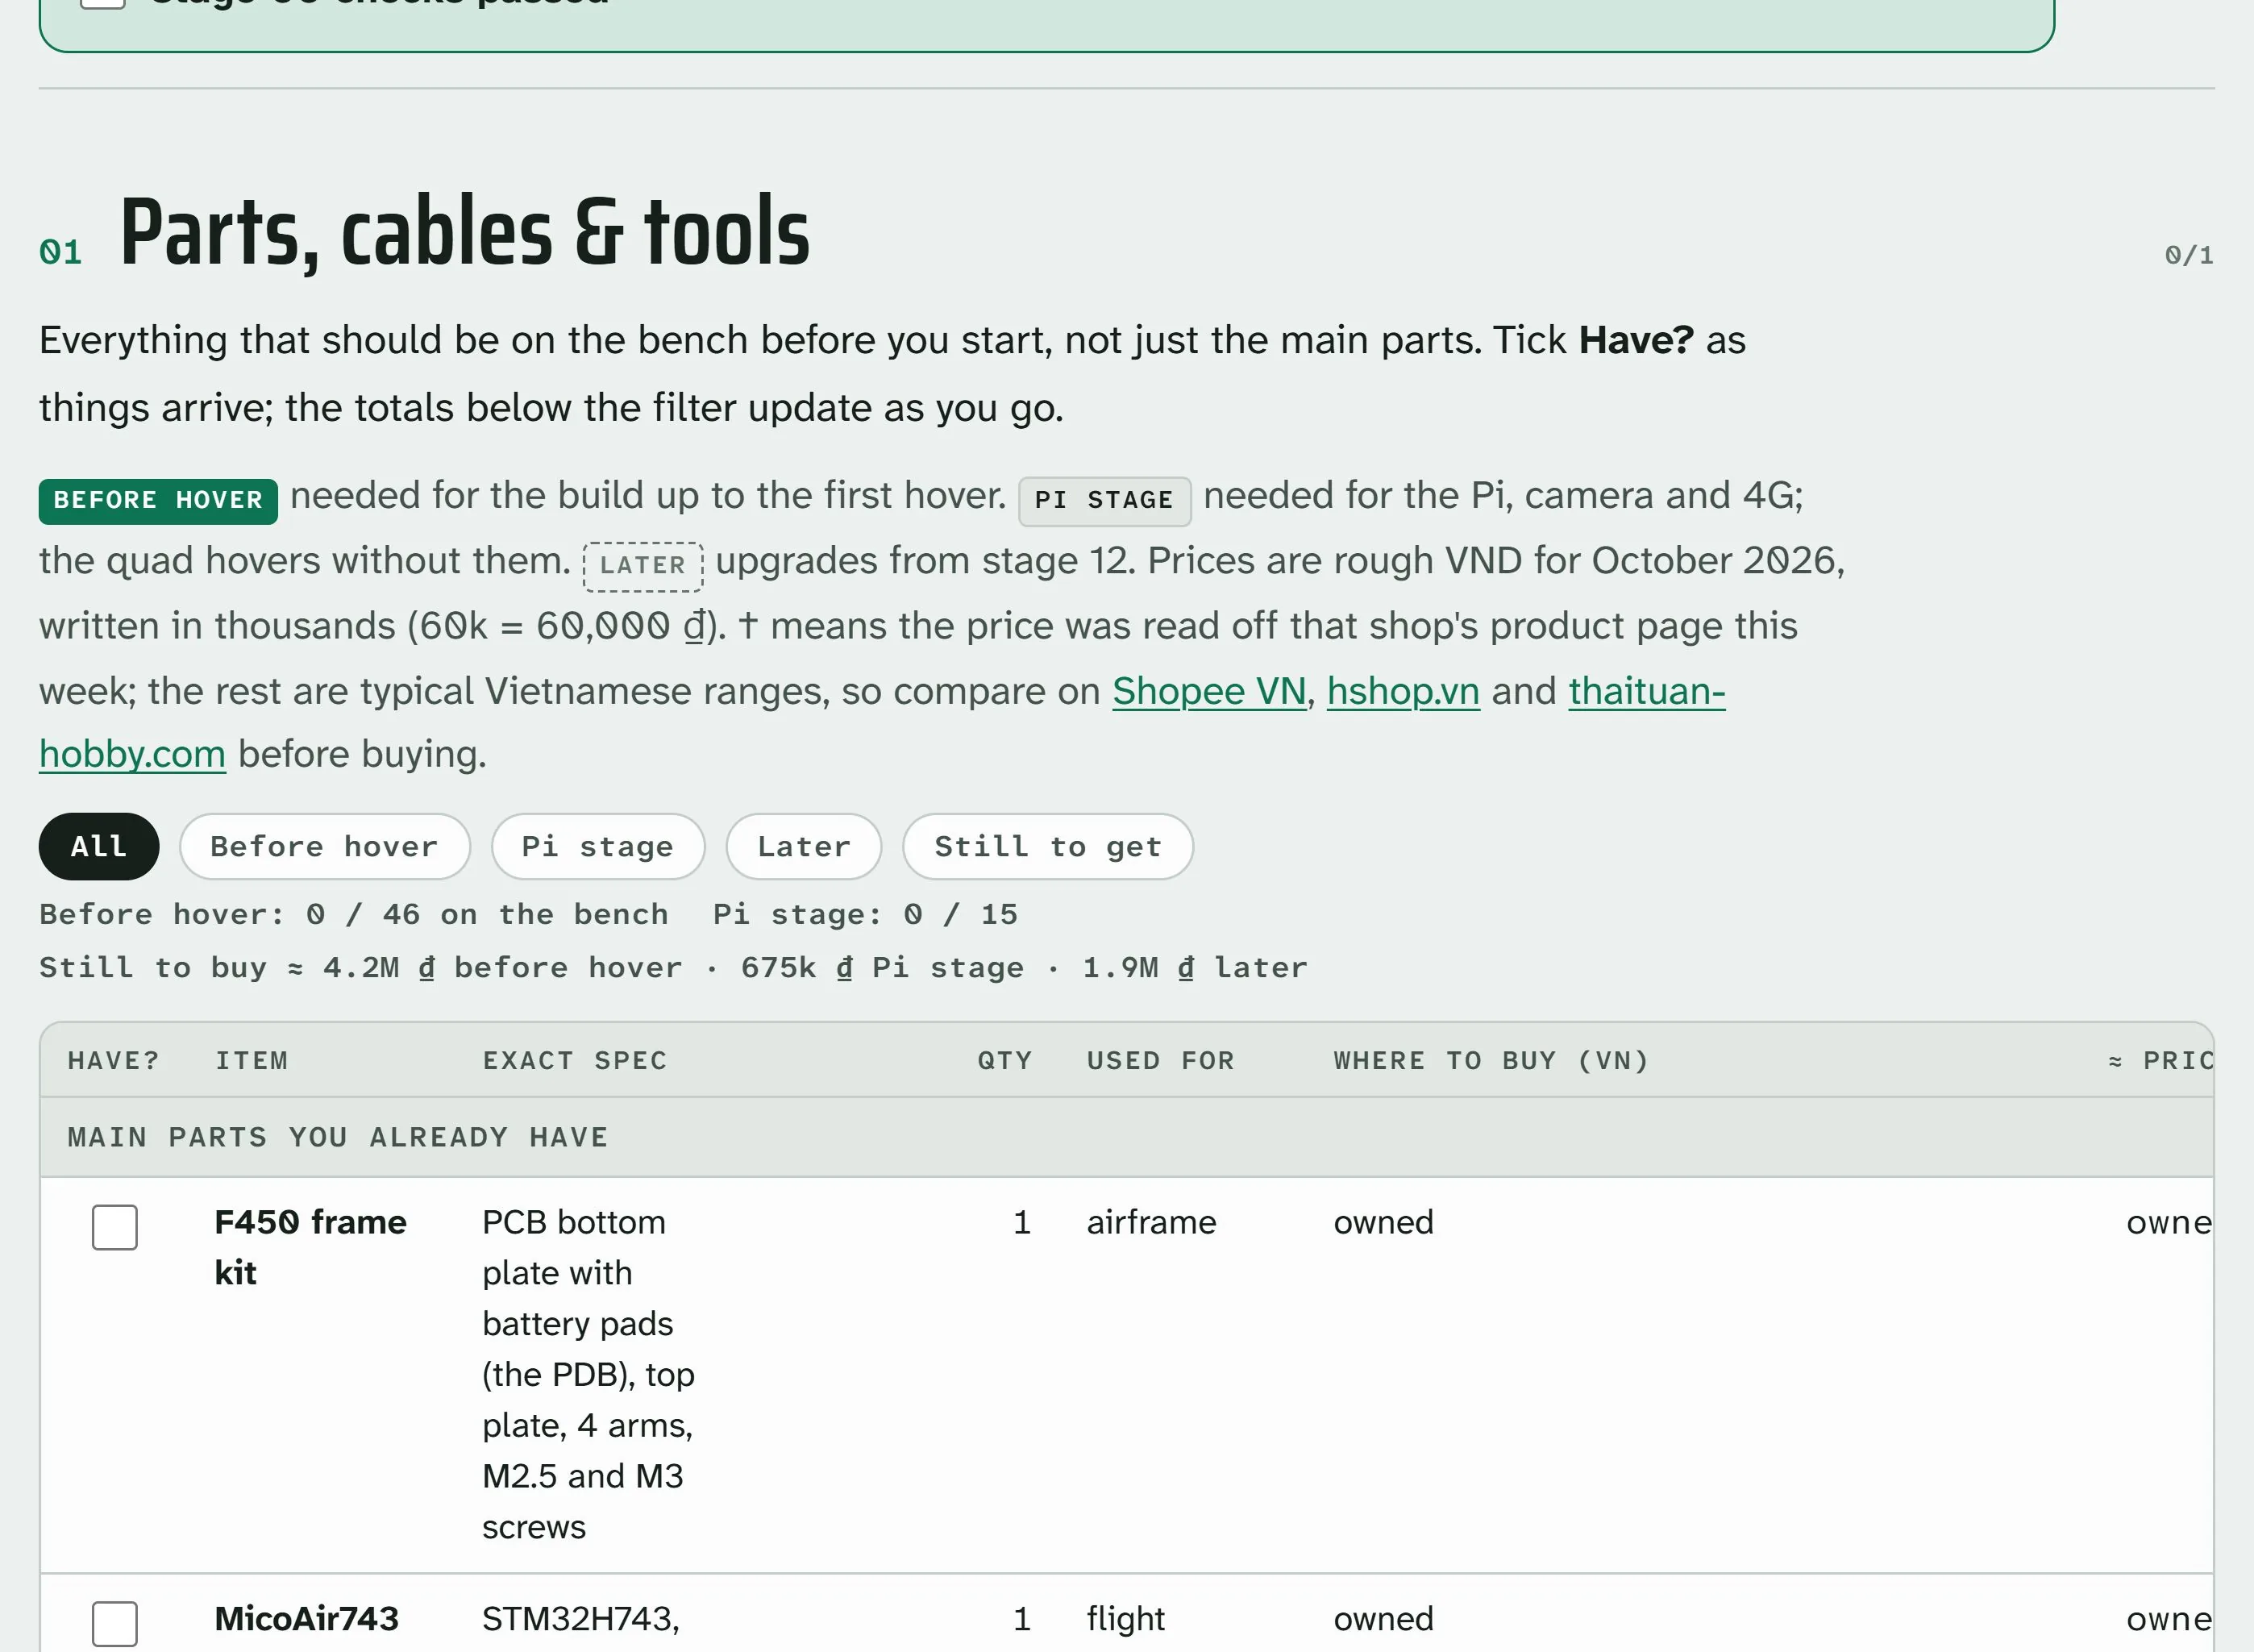 Stage 00 checks passed
01 Parts, cables & tools 0/1
Everything that should be on the bench before you start, not just the main parts. Tick Have? as
things arrive; the totals below the filter update as you go.
BEFORE HOVER needed for the build up to the first hover. PI STAGE needed for the Pi, camera and 4G;
the quad hovers without them. LATER upgrades from stage 12. Prices are rough VND for October 2026,
written in thousands (60k = 60,000 ₫). † means the price was read off that shop's product page this
week; the rest are typical Vietnamese ranges, so compare on Shopee VN, hshop.vn and thaituan-
hobby.com before buying.
All Before hover Pi stage Later Still to get
Before hover: 0 / 46 on the bench Pi stage: 0 / 15
Still to buy ≈ 4.2M ₫ before hover · 675k ₫ Pi stage · 1.9M ₫ later
HAVE? ITEM EXACT SPEC QTY USED FOR WHERE TO BUY (VN) ≈ PRIC
MAIN PARTS YOU ALREADY HAVE
F450 frame PCB bottom 1 airframe owned owne
kit plate with
battery pads
(the PDB), top
plate, 4 arms,
M2.5 and M3
screws
MicoAir743 STM32H743, 1 flight owned owne